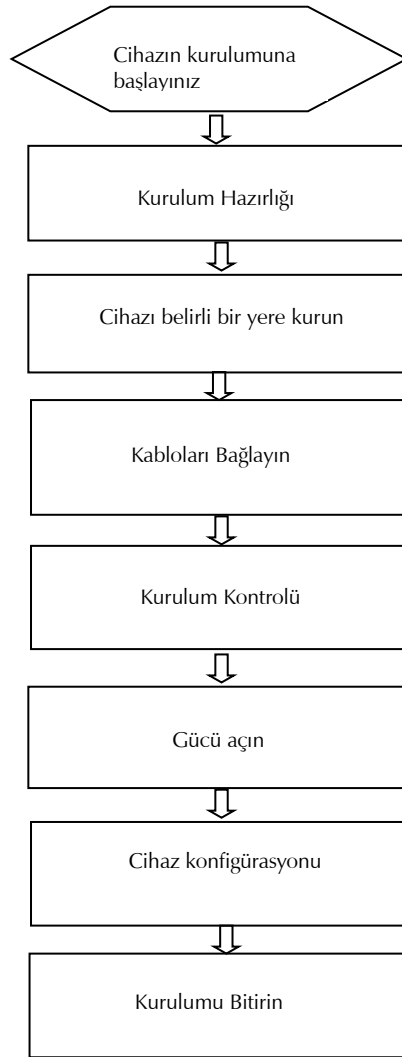 Cihazın kurulumuna
başlayınız
Kurulum Hazırlığı
Cihazı belirli bir yere kurun
Kabloları Bağlayın
Kurulum Kontrolü
Gücü açın
Cihaz konfigürasyonu
Kurulumu Bitirin